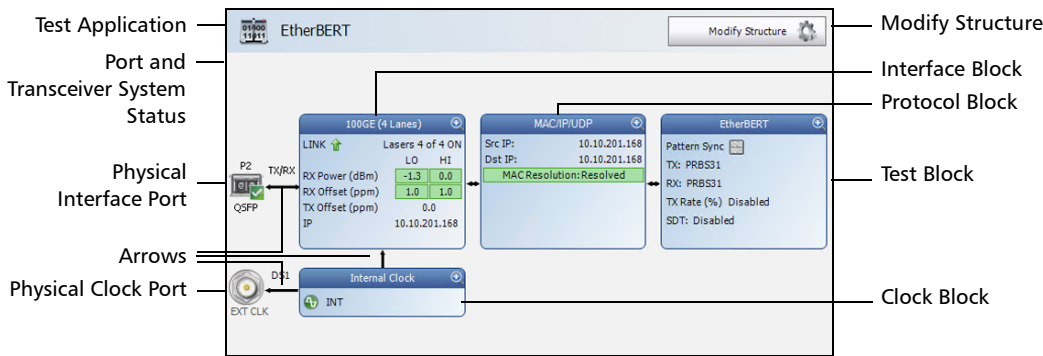 Test Application
Port and
Transceiver System
Status
Physical
Interface Port
Arrows
Physical Clock Port
01000
11011
EtherBERT
Modify Structure
P2
TX/RX
QSFP
DS1
EXT CLK
100GE (4 Lanes)
LINK Lasers 4 of 4 ON
LO HI
RX Power (dBm) -1.3 0.0
RX Offset (ppm) 1.0 1.0
TX Offset (ppm) 0.0
IP 10.10.201.168
Internal Clock
INT
MAC/IP/UDP
Src IP: 10.10.201.168
Dst IP: 10.10.201.168
MAC Resolution: Resolved
EtherBERT
Pattern Sync
TX: PRBS31
RX: PRBS31
TX Rate (%) Disabled
SDT: Disabled
Modify Structure
Interface Block
Protocol Block
Test Block
Clock Block